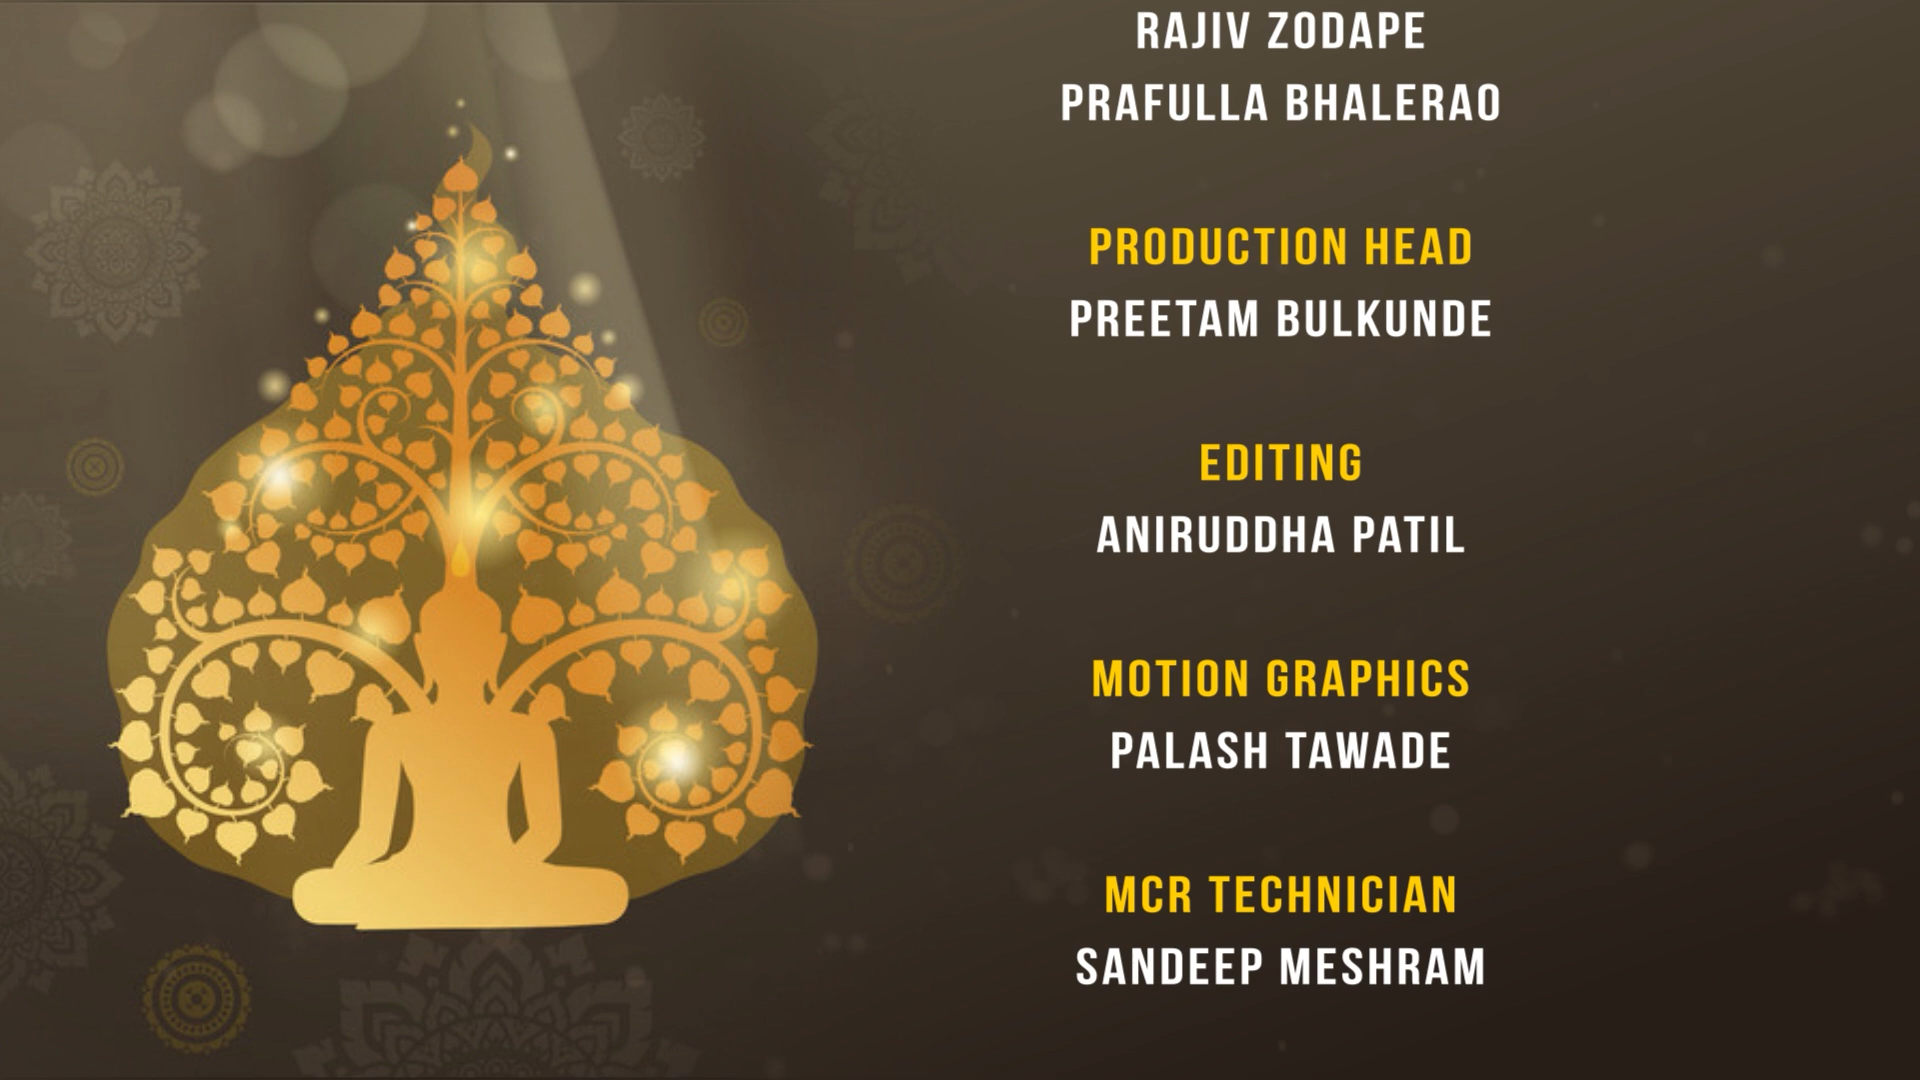 RAJIV ZODAPE
PRAFULLA BHALERAO
PRODUCTION HEAD
PREETAM BULKUNDE
EDITING
ANIRUDDHA PATIL
MOTION GRAPHICS
PALASH TAWADE
MCR TECHNICIAN
SANDEEP MESHRAM